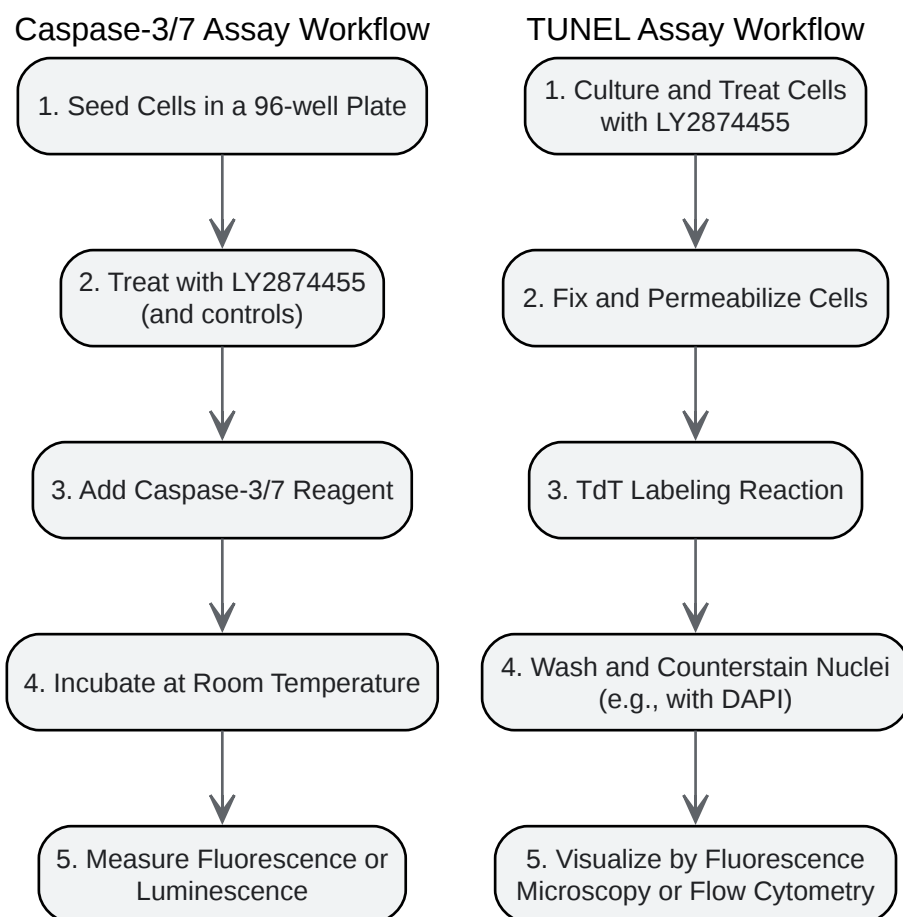 Caspase-3/7 Assay Workflow
1. Seed Cells in a 96-well Plate
2. Treat with LY2874455
(and controls)
3. Add Caspase-3/7 Reagent
4. Incubate at Room Temperature
5. Measure Fluorescence or
Luminescence
TUNEL Assay Workflow
1. Culture and Treat Cells
with LY2874455
2. Fix and Permeabilize Cells
3. TdT Labeling Reaction
4. Wash and Counterstain Nuclei
(e.g., with DAPI)
5. Visualize by Fluorescence
Microscopy or Flow Cytometry